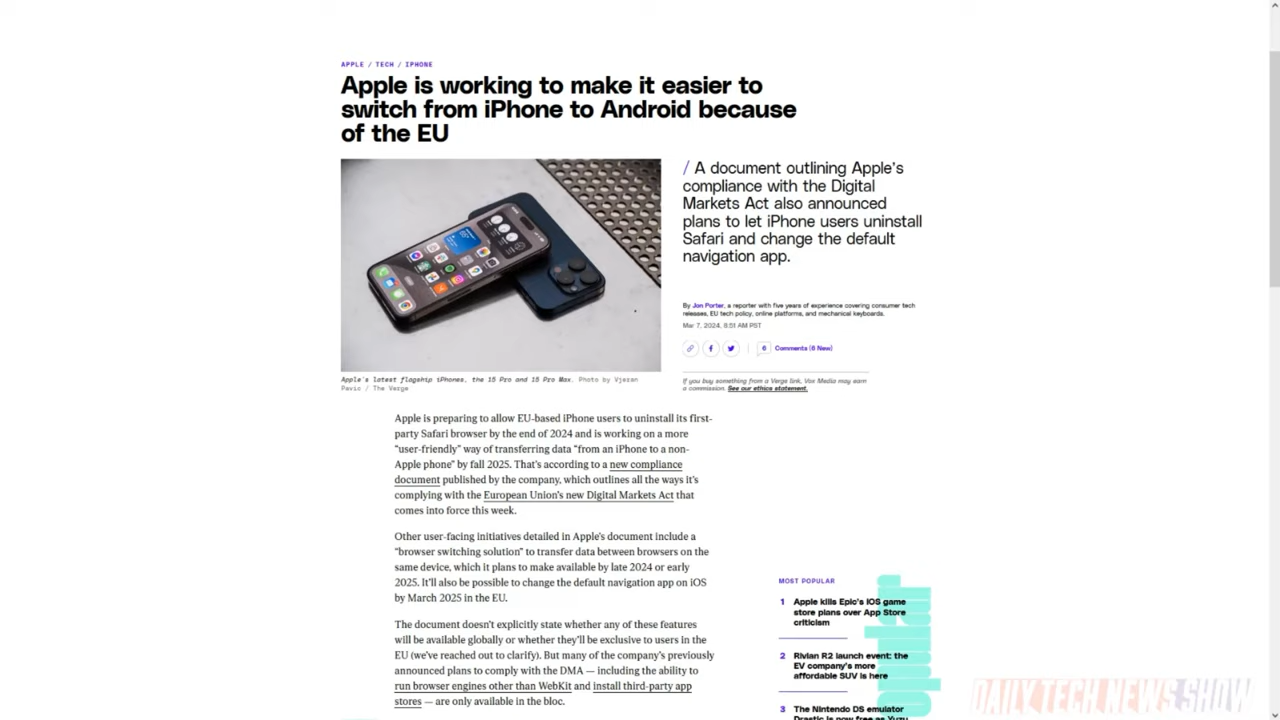 APPLE / TECH / IPHONE
Apple is working to make it easier to
switch from iPhone to Android because
of the EU
/ A document outlining Apple's
compliance with the Digital
Markets Act also announced
plans to let iPhone users uninstall
Safari and change the default
navigation app.
By Jon Porter, a reporter with five years of experience covering consumer tech
releases, EU tech policy, online platforms, and mechanical keyboards.
Mar 7, 2024, 8:51 AM PST
6 Comments (6 New)
Apple's latest flagship iPhones, the 15 Pro and 15 Pro Max. Photo by Vjeran
Pavic / The Verge
If you buy something from a Verge link, Vox Media may earn
a commission. See our ethics statement.
Apple is preparing to allow EU-based iPhone users to uninstall its first-
party Safari browser by the end of 2024 and is working on a more
“user-friendly” way of transferring data “from an iPhone to a non-
Apple phone” by fall 2025. That's according to a new compliance
document published by the company, which outlines all the ways it's
complying with the European Union's new Digital Markets Act that
comes into force this week.
Other user-facing initiatives detailed in Apple's document include a
“browser switching solution” to transfer data between browsers on the
same device, which it plans to make available by late 2024 or early
2025. It'll also be possible to change the default navigation app on iOS
by March 2025 in the EU.
The document doesn't explicitly state whether any of these features
will be available globally or whether they'll be exclusive to users in the
EU (we've reached out to clarify). But many of the company's previously
announced plans to comply with the DMA — including the ability to
run browser engines other than WebKit and install third-party app
stores — are only available in the bloc.
MOST POPULAR
1 Apple kills Epic's iOS game
store plans over App Store
criticism
2 Rivian R2 launch event: the
EV company's more
affordable SUV is here
3 The Nintendo DS emulator
Drastic is now free as Yuzu
DAILY TECH NEWS SHOW